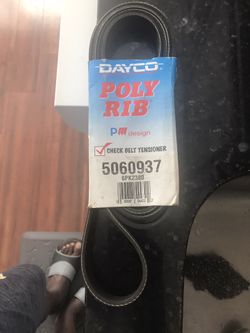 DAYCO
POLY
RIB
PM design
CHECK BELT TENSIONER
5060937
6PK2380